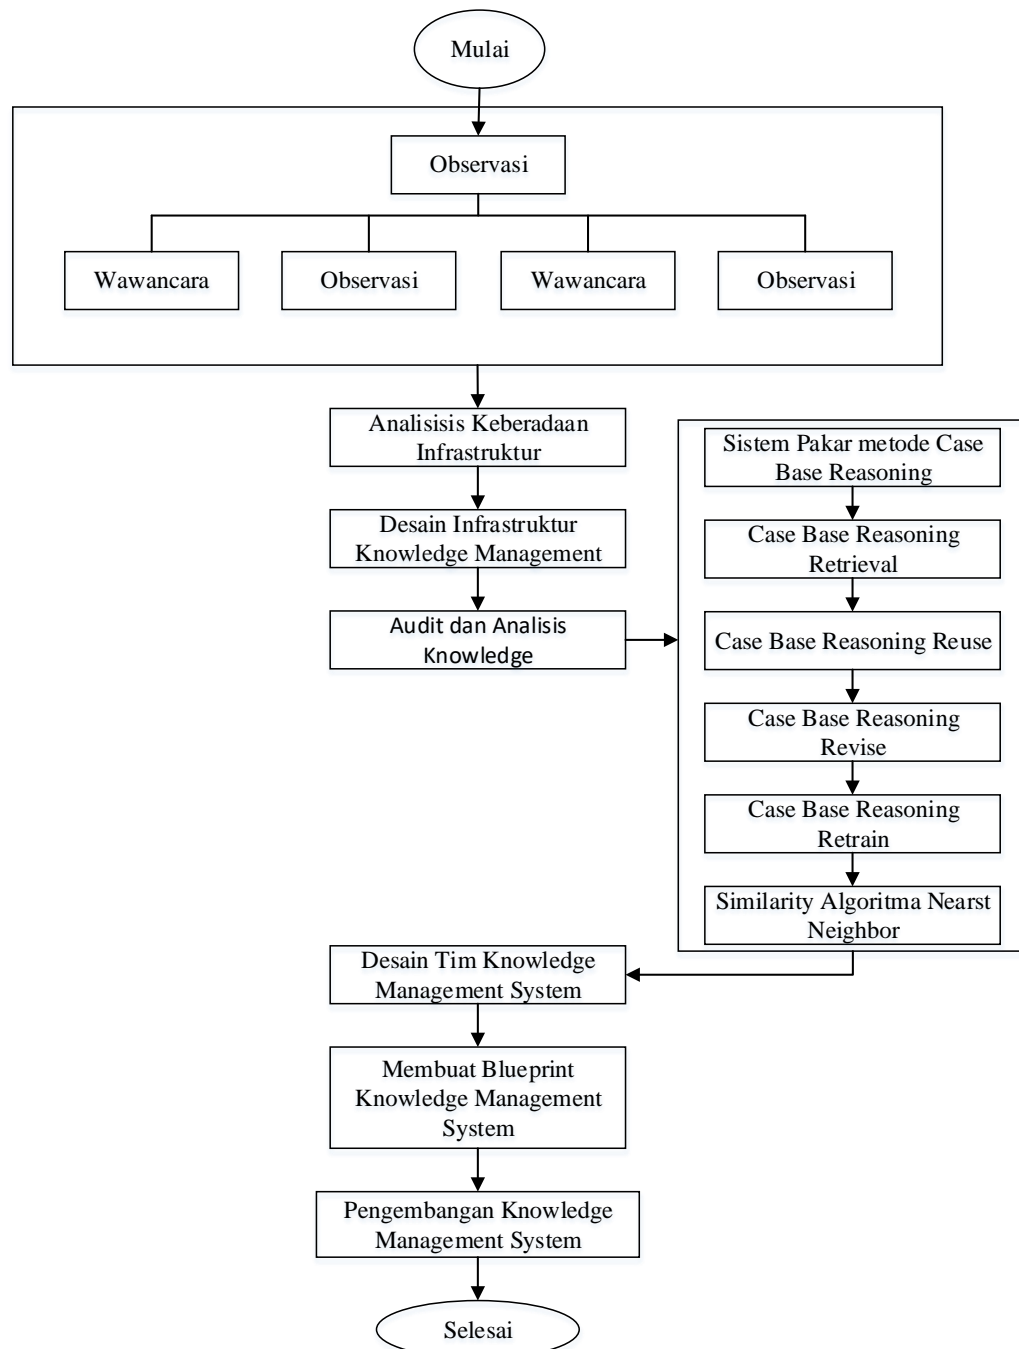 Mulai
Observasi
Wawancara
Observasi
Wawancara
Observasi
Analisisis Keberadaan
Infrastruktur
Desain Infrastruktur
Knowledge Management
Audit dan Analisis
Knowledge
Sistem Pakar metode Case
Base Reasoning
Case Base Reasoning
Retrieval
Case Base Reasoning Reuse
Case Base Reasoning
Revise
Case Base Reasoning
Retrain
Similarity Algoritma Nearst
Neighbor
Desain Tim Knowledge
Management System
Membuat Blueprint
Knowledge Management
System
Pengembangan Knowledge
Management System
Selesai